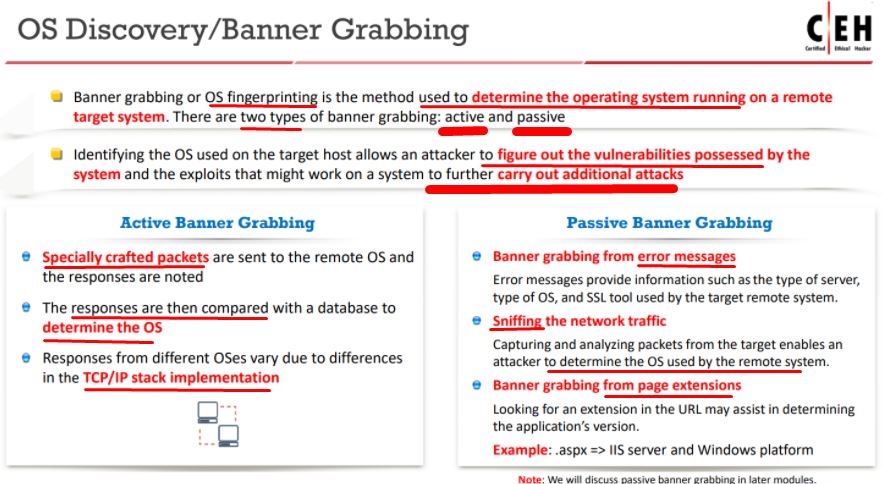 OS Discovery/Banner Grabbing
C|EH
Certified Ethical Hacker
Banner grabbing or OS fingerprinting is the method used to determine the operating system running on a remote
target system. There are two types of banner grabbing: active and passive
Identifying the OS used on the target host allows an attacker to figure out the vulnerabilities possessed by the
system and the exploits that might work on a system to further carry out additional attacks
Active Banner Grabbing
Specially crafted packets are sent to the remote OS and
the responses are noted
The responses are then compared with a database to
determine the OS
Responses from different OSes vary due to differences
in the TCP/IP stack implementation
Passive Banner Grabbing
Banner grabbing from error messages
Error messages provide information such as the type of server,
type of OS, and SSL tool used by the target remote system.
Sniffing the network traffic
Capturing and analyzing packets from the target enables an
attacker to determine the OS used by the remote system.
Banner grabbing from page extensions
Looking for an extension in the URL may assist in determining
the application's version.
Example: .aspx => IIS server and Windows platform
Note: We will discuss passive banner grabbing in later modules.